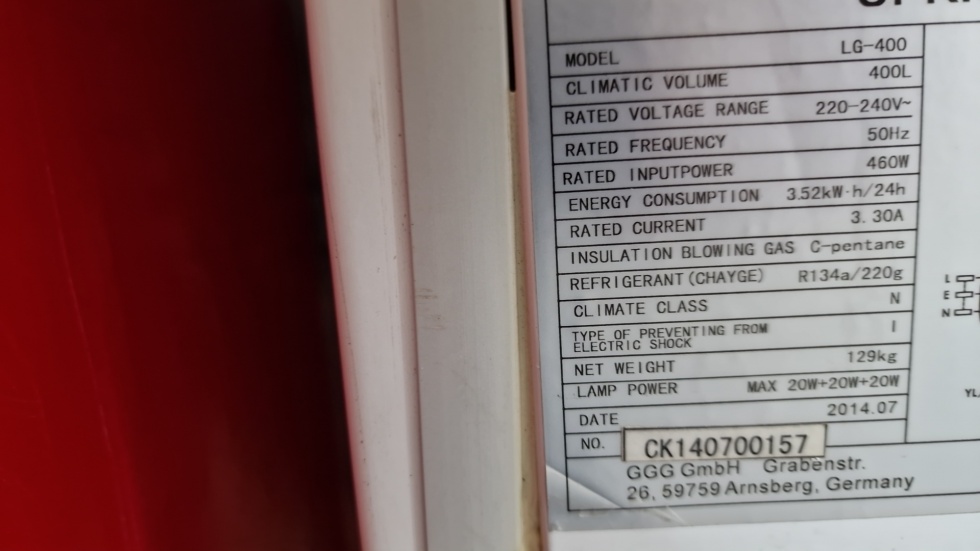 MODEL LG-400
CLIMATIC VOLUME 400L
RATED VOLTAGE RANGE 220-240V~
RATED FREQUENCY 50Hz
RATED INPUTPOWER 460W
ENERGY CONSUMPTION 3.52kW·h/24h
RATED CURRENT 3.30A
INSULATION BLOWING GAS C-pentane
REFRIGERANT(CHAYGE) R134a/220g
CLIMATE CLASS N
TYPE OF PREVENTING FROM
ELECTRIC SHOCK I
NET WEIGHT 129kg
LAMP POWER MAX 20W+20W+20W
DATE 2014.07
NO. CK140700157
GGG GmbH Grabenstr.
26, 59759 Arnsberg, Germany
L
E
N